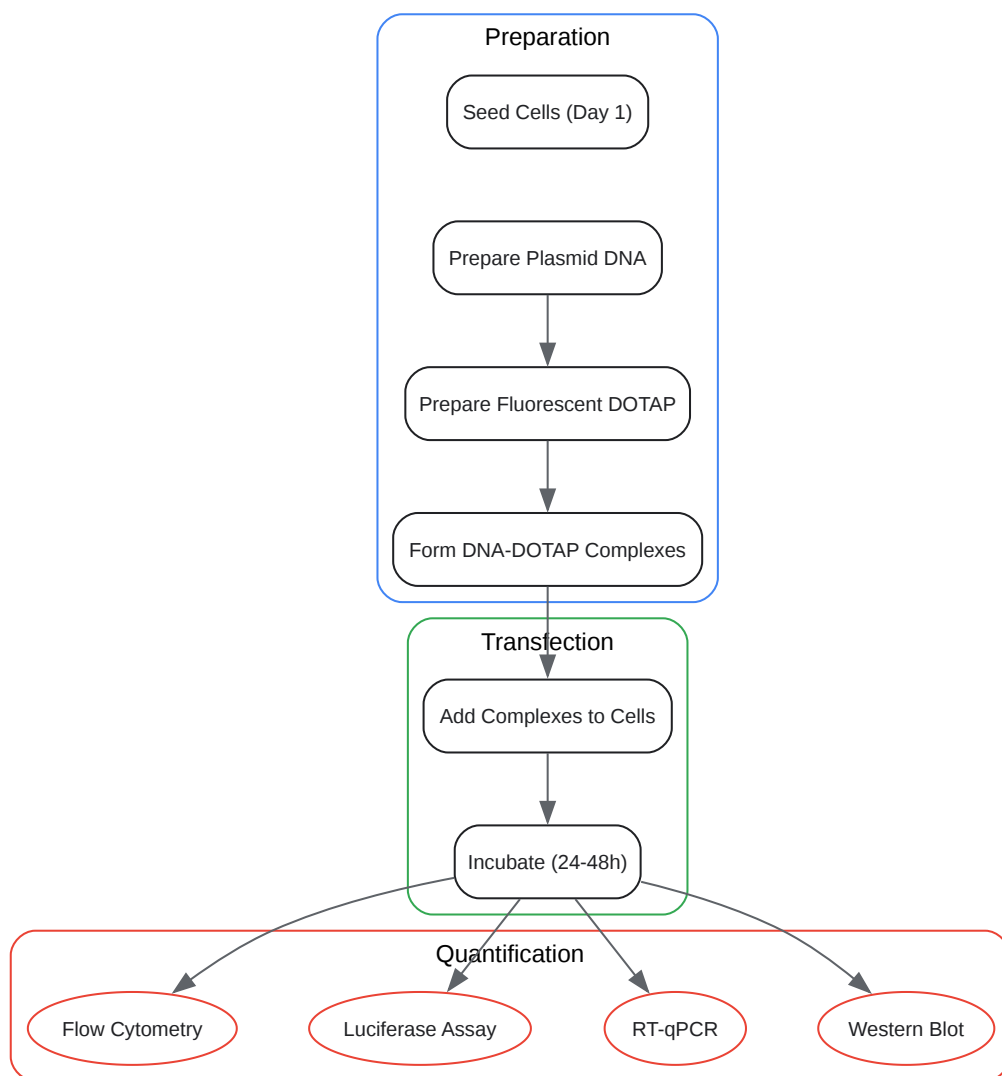 Preparation
Seed Cells (Day 1)
Prepare Plasmid DNA
Prepare Fluorescent DOTAP
Form DNA-DOTAP Complexes
Transfection
Add Complexes to Cells
Incubate (24-48h)
Quantification
Flow Cytometry
Luciferase Assay
RT-qPCR
Western Blot